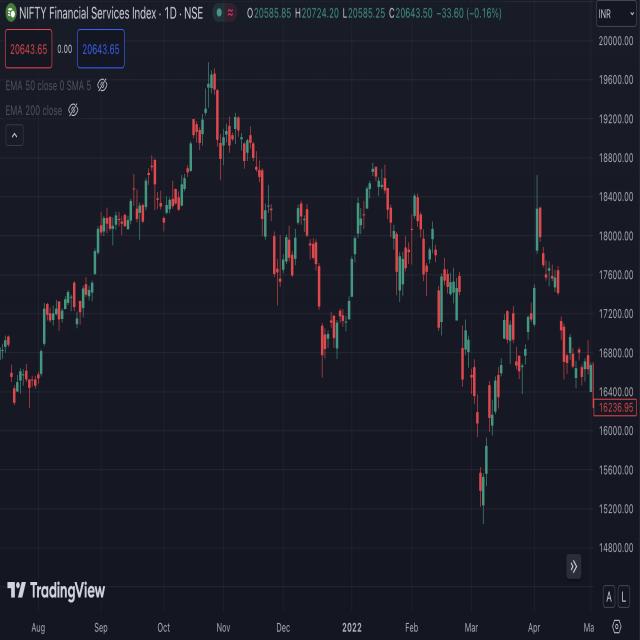 NIFTY Financial Services Index · 1D · NSE ≈ O20585.85 H20724.20 L20585.25 C20643.50 −33.60 (−0.16%) INR
20643.65 0.00 20643.65
EMA 50 close 0 SMA 5
EMA 200 close
20000.00
19600.00
19200.00
18800.00
18400.00
18000.00
17600.00
17200.00
16800.00
16400.00
16236.95
16000.00
15600.00
15200.00
14800.00
TradingView
A L
Aug Sep Oct Nov Dec 2022 Feb Mar Apr Ma